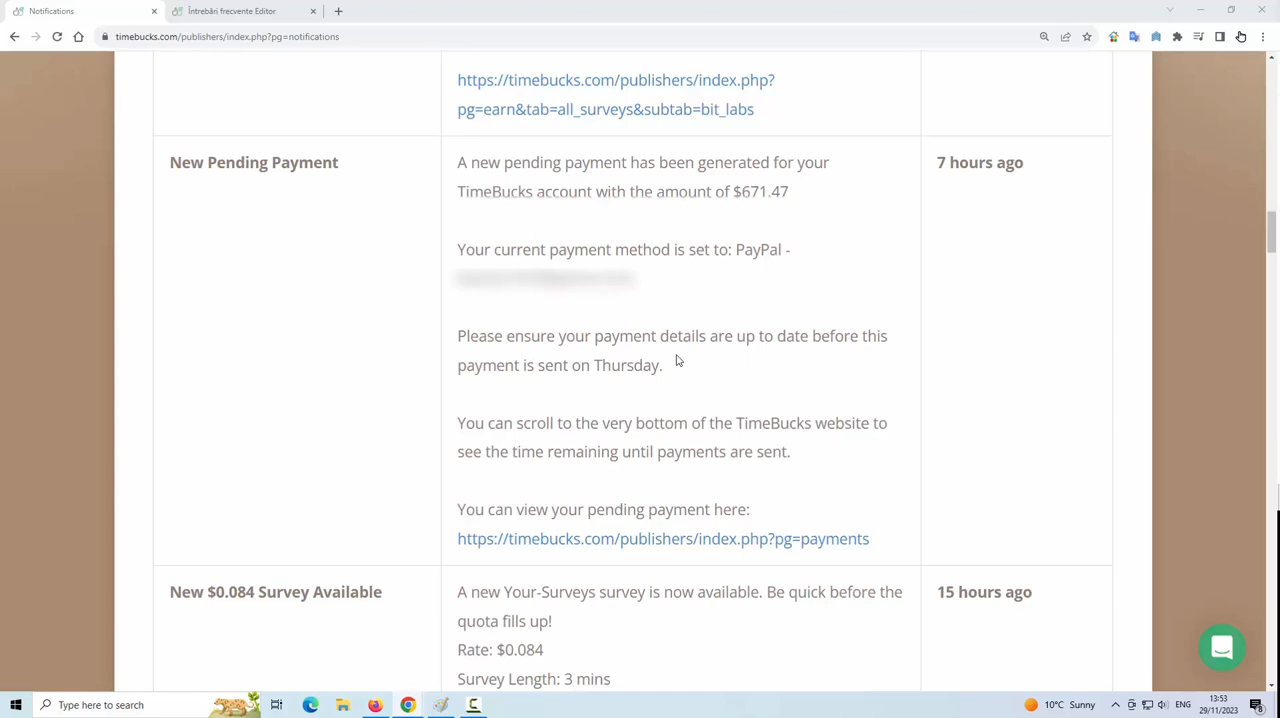 Notifications
Întrebări frecvente Editor
timebucks.com/publishers/index.php?pg=notifications
https://timebucks.com/publishers/index.php?
pg=earn&tab=all_surveys&subtab=bit_labs
New Pending Payment
A new pending payment has been generated for your
TimeBucks account with the amount of $671.47
7 hours ago
Your current payment method is set to: PayPal -
Please ensure your payment details are up to date before this
payment is sent on Thursday.
You can scroll to the very bottom of the TimeBucks website to
see the time remaining until payments are sent.
You can view your pending payment here:
https://timebucks.com/publishers/index.php?pg=payments
New $0.084 Survey Available
A new Your-Surveys survey is now available. Be quick before the
quota fills up!
Rate: $0.084
Survey Length: 3 mins
15 hours ago
Type here to search
10°C Sunny
ENG
13:53
29/11/2023
8